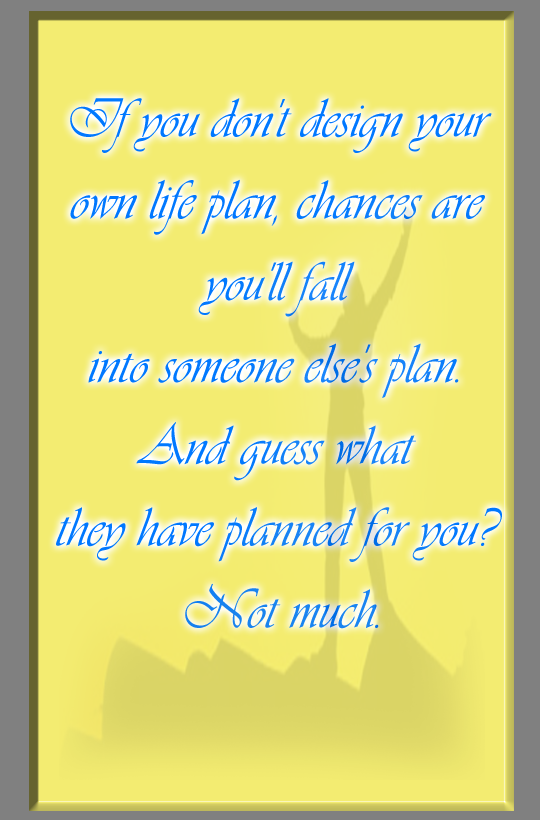 If you don't design your
own life plan, chances are
you'll fall
into someone else's plan.
And guess what
they have planned for you?
Not much.